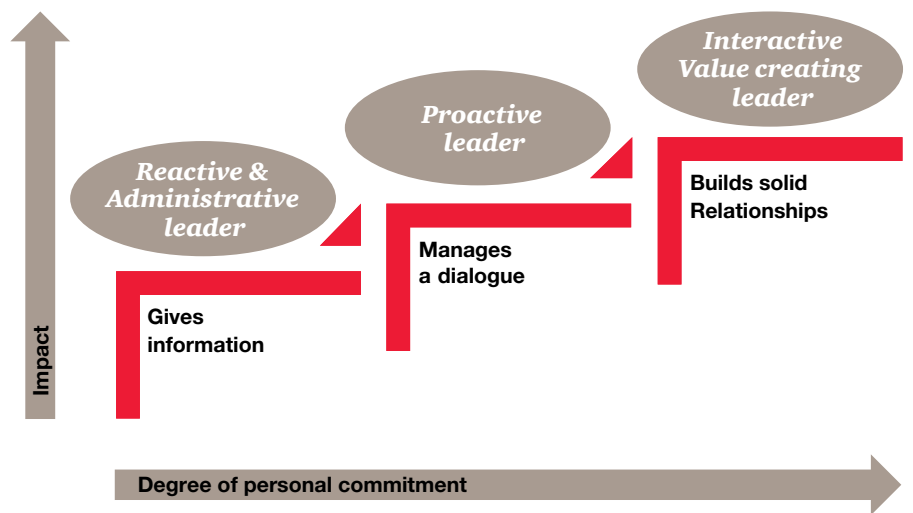 Interactive
Value creating
leader
Proactive
leader
Reactive &
Administrative
leader
Builds solid
Relationships
Manages
a dialogue
Gives
information
Impact
Degree of personal commitment